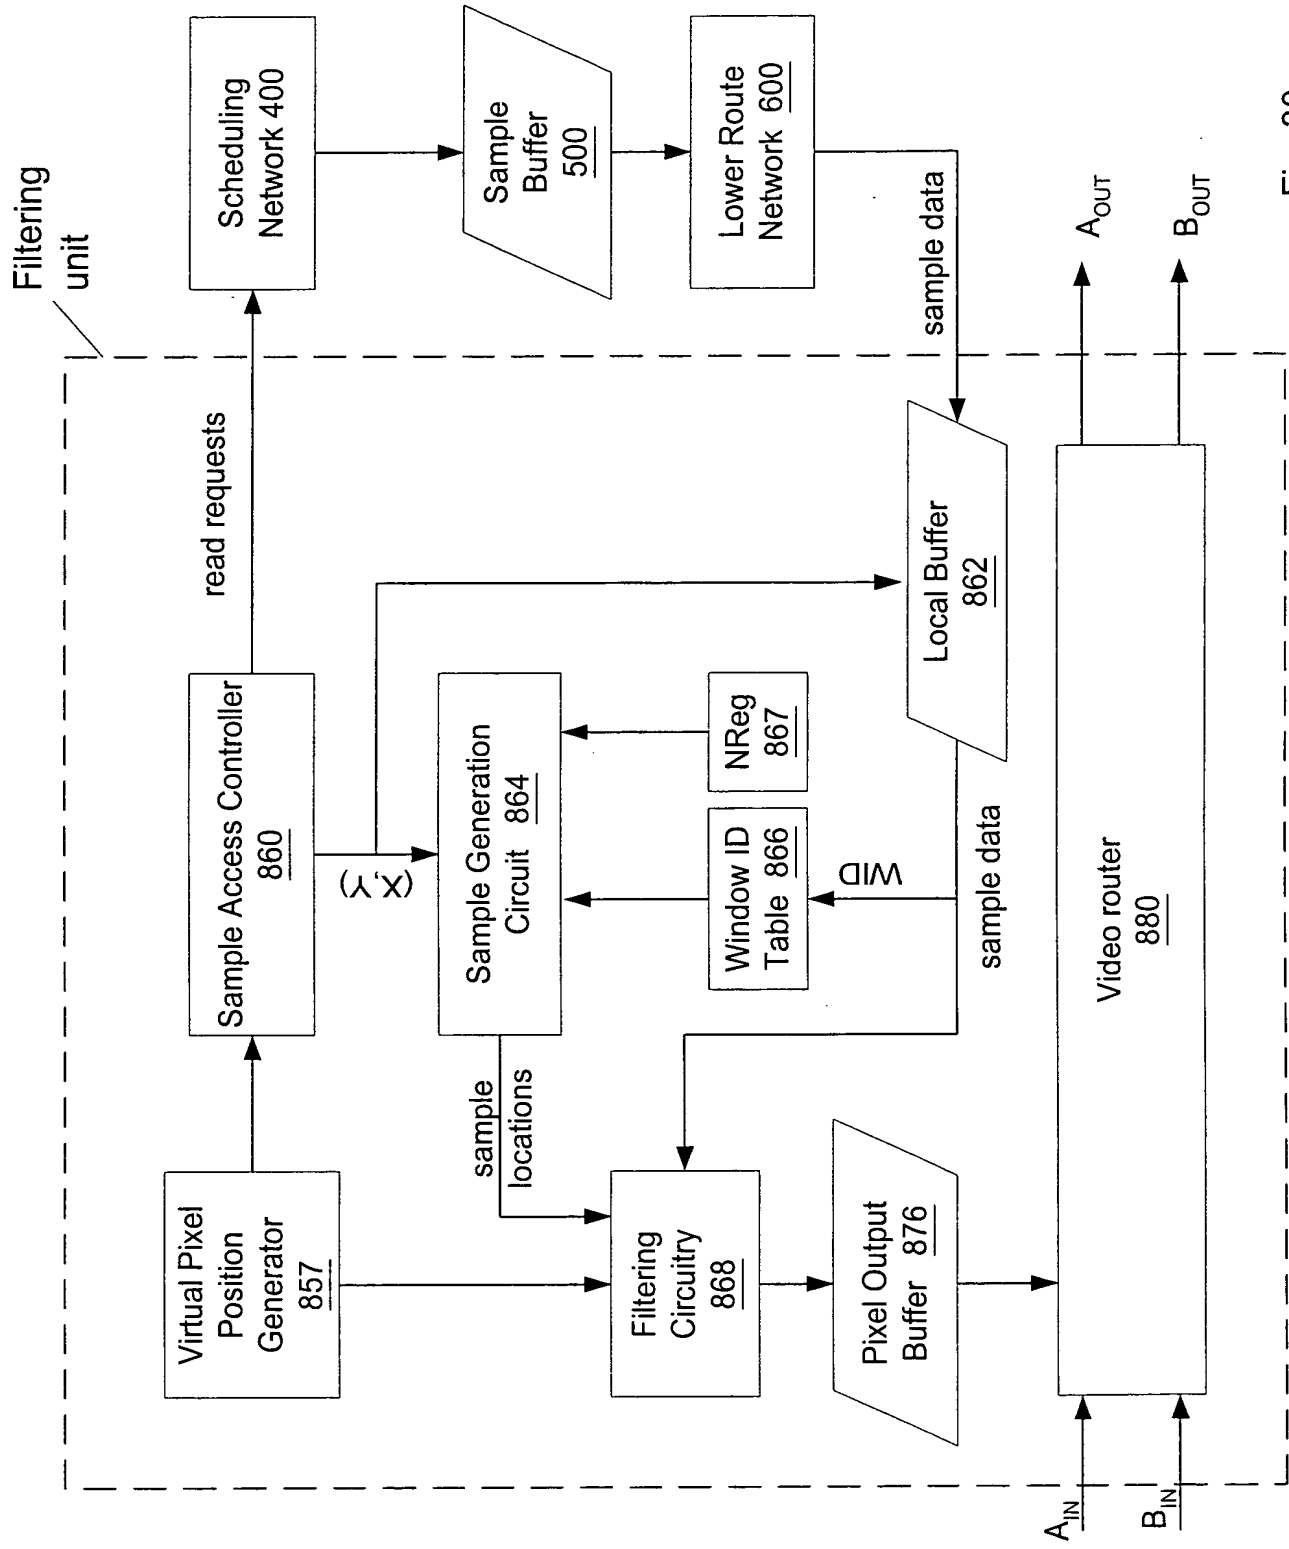 Filtering
unit
Virtual Pixel
Position
Generator
857
Sample Access Controller
860
read requests
Scheduling
Network 400
(X,Y)
sample
locations
Sample Generation
Circuit 864
Sample
Buffer
500
Filtering
Circuitry
868
Window ID
Table 866
NReg
867
Lower Route
Network 600
WID
Pixel Output
Buffer 876
sample data
Local Buffer
862
sample data
Video router
880
A_IN
B_IN
A_OUT
B_OUT